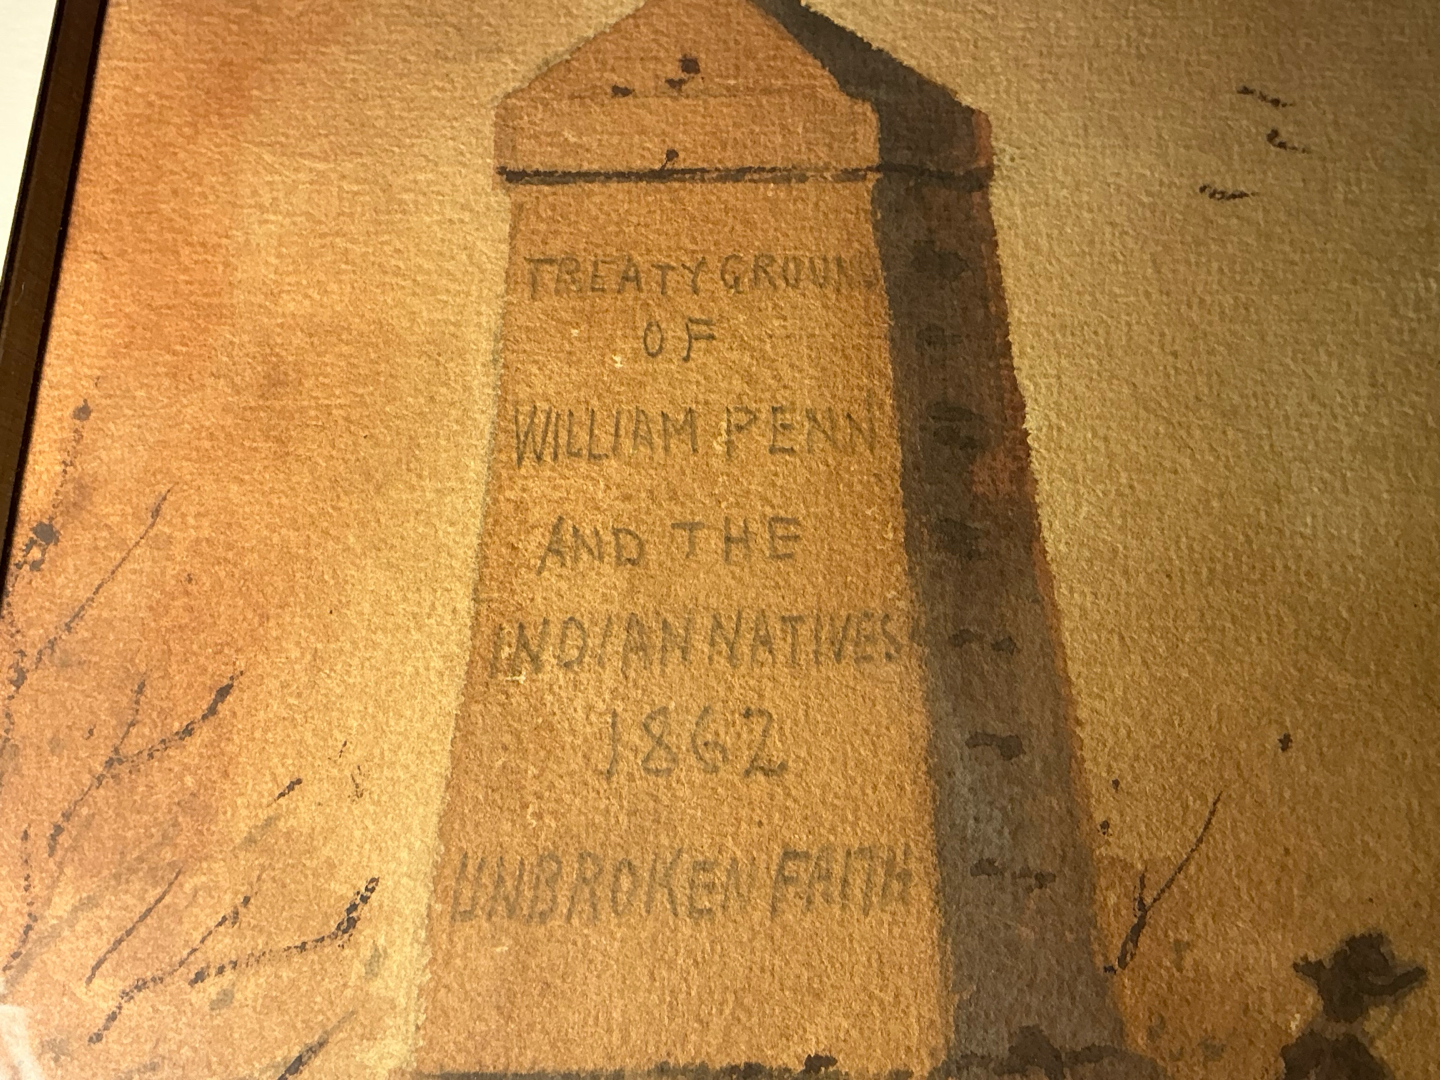 TREATY GROUND
OF
WILLIAM PENN
AND THE
INDIAN NATIVES
1862
UNBROKEN FAITH